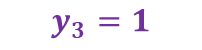 y₃ = 1